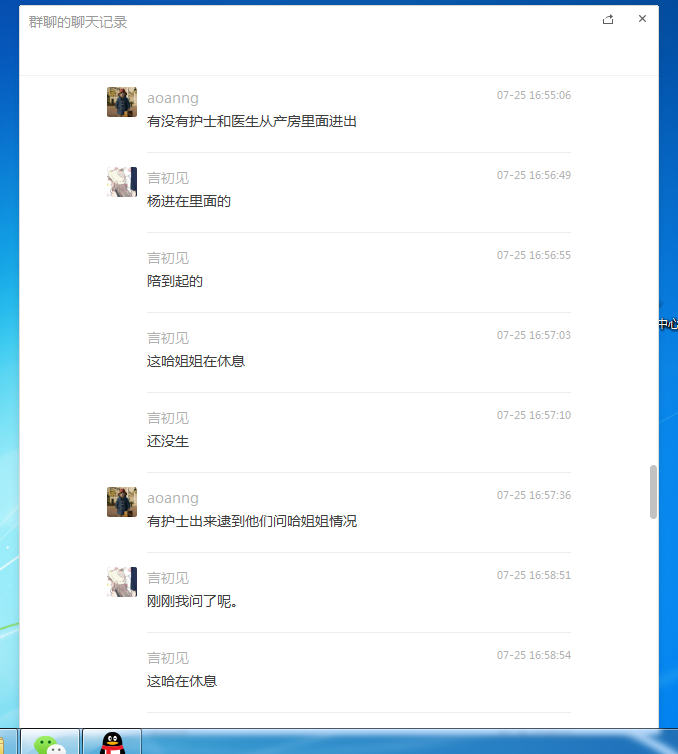 群聊的聊天记录
aoanng 07-25 16:55:06
有没有护士和医生从产房里面进出
言初见 07-25 16:56:49
杨进在里面的
言初见 07-25 16:56:55
陪到起的
中心
言初见 07-25 16:57:03
这哈姐姐在休息
言初见 07-25 16:57:10
还没生
aoanng 07-25 16:57:36
有护士出来逮到他们问哈姐姐情况
言初见 07-25 16:58:51
刚刚我问了呢。
言初见 07-25 16:58:54
这哈在休息